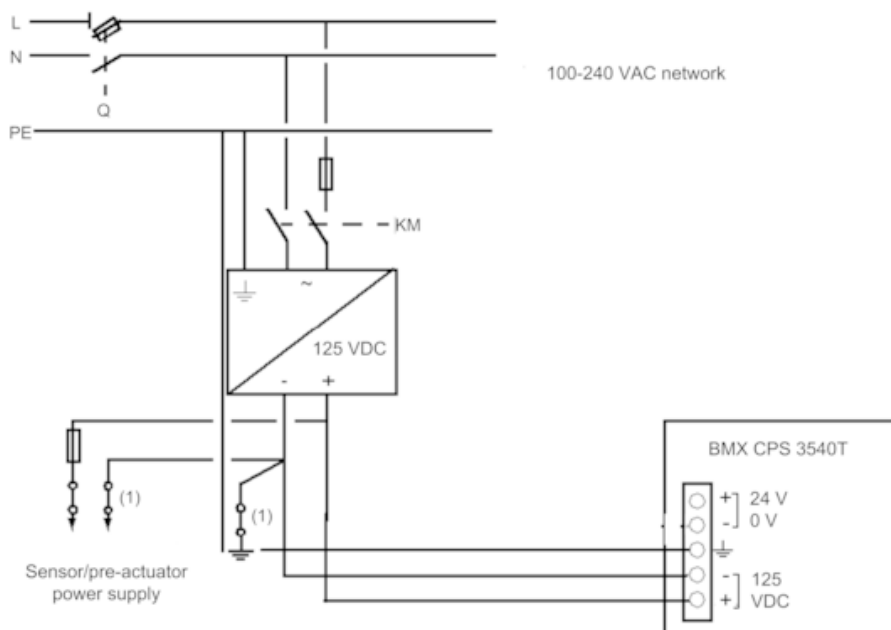 L
N
100-240 VAC network
Q
PE
KM
~
125 VDC
- +
BMX CPS 3540T
+ 24 V
- 0 V
(1)
(1)
- 125
+ VDC
Sensor/pre-actuator
power supply